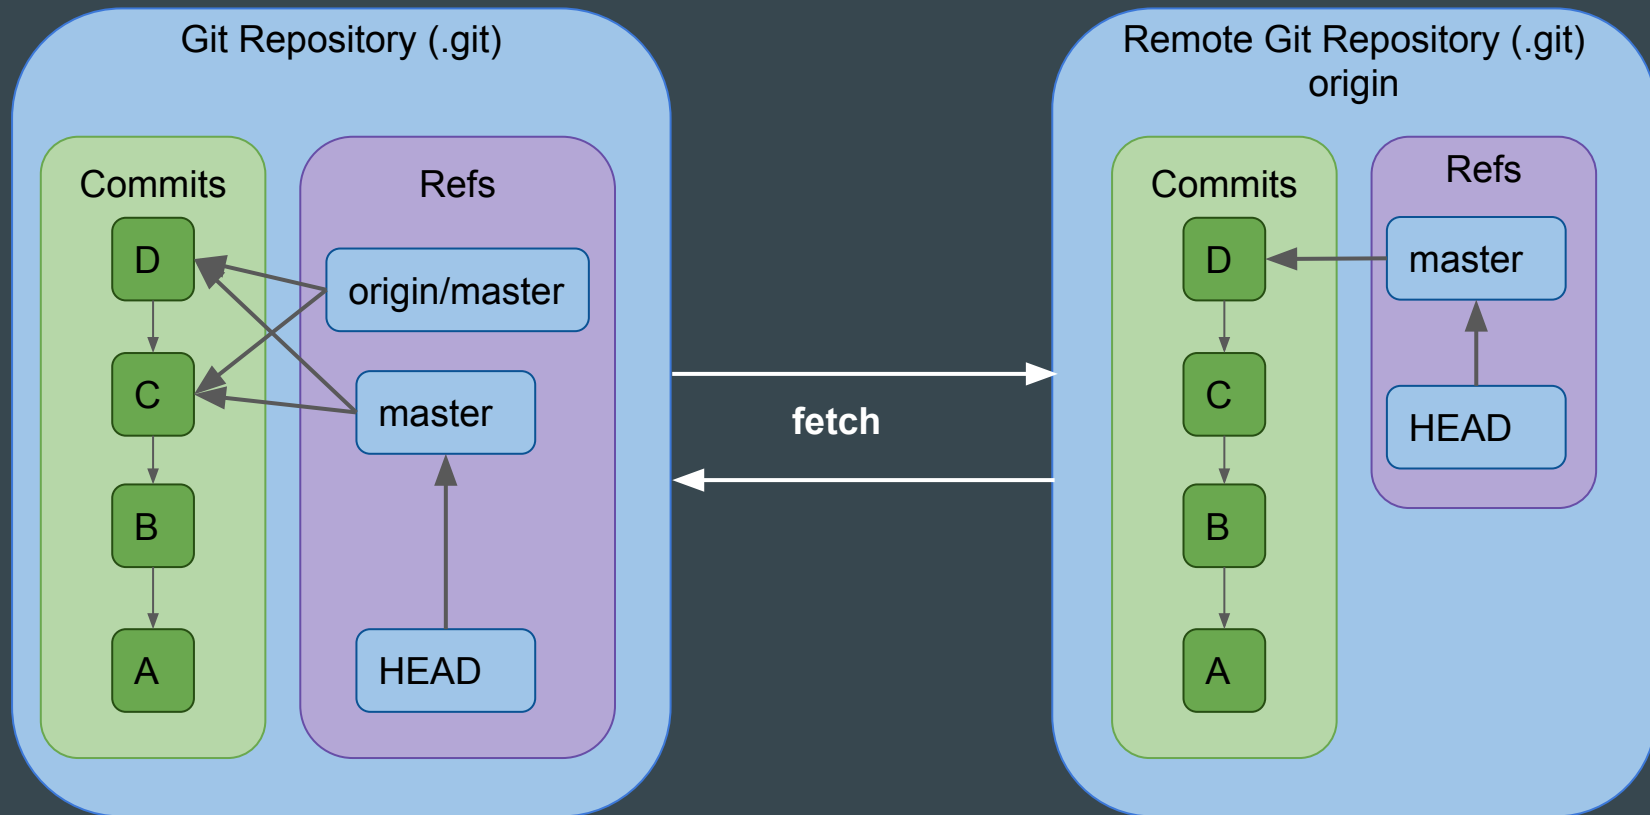 Git Repository (.git)
Commits
D
C
B
A
Refs
origin/master
master
HEAD
fetch
Remote Git Repository (.git)
origin
Commits
D
C
B
A
Refs
master
HEAD